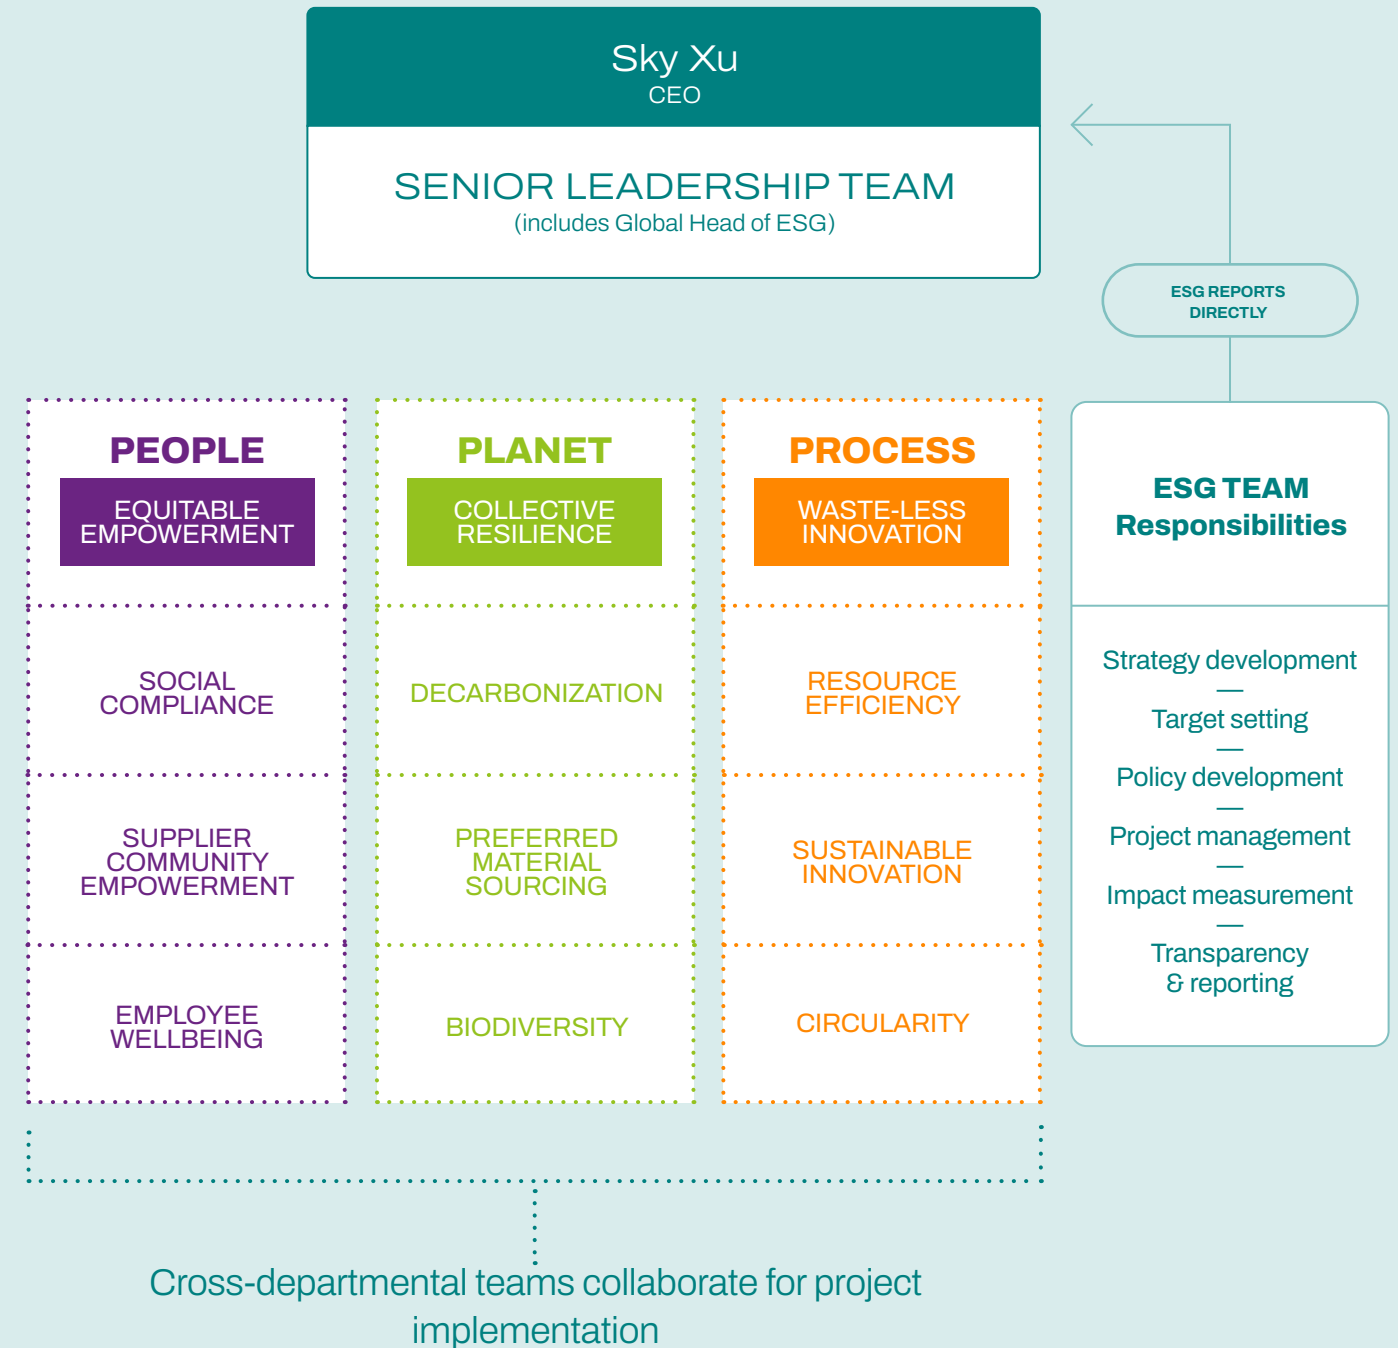 Sky Xu
CEO
SENIOR LEADERSHIP TEAM
(includes Global Head of ESG)
ESG REPORTS
DIRECTLY
PEOPLE
EQUITABLE
EMPOWERMENT
SOCIAL
COMPLIANCE
SUPPLIER
COMMUNITY
EMPOWERMENT
EMPLOYEE
WELLBEING
PLANET
COLLECTIVE
RESILIENCE
DECARBONIZATION
PREFERRED
MATERIAL
SOURCING
BIODIVERSITY
PROCESS
WASTE-LESS
INNOVATION
RESOURCE
EFFICIENCY
SUSTAINABLE
INNOVATION
CIRCULARITY
ESG TEAM
Responsibilities
Strategy development
—
Target setting
—
Policy development
—
Project management
—
Impact measurement
—
Transparency
& reporting
Cross-departmental teams collaborate for project
implementation